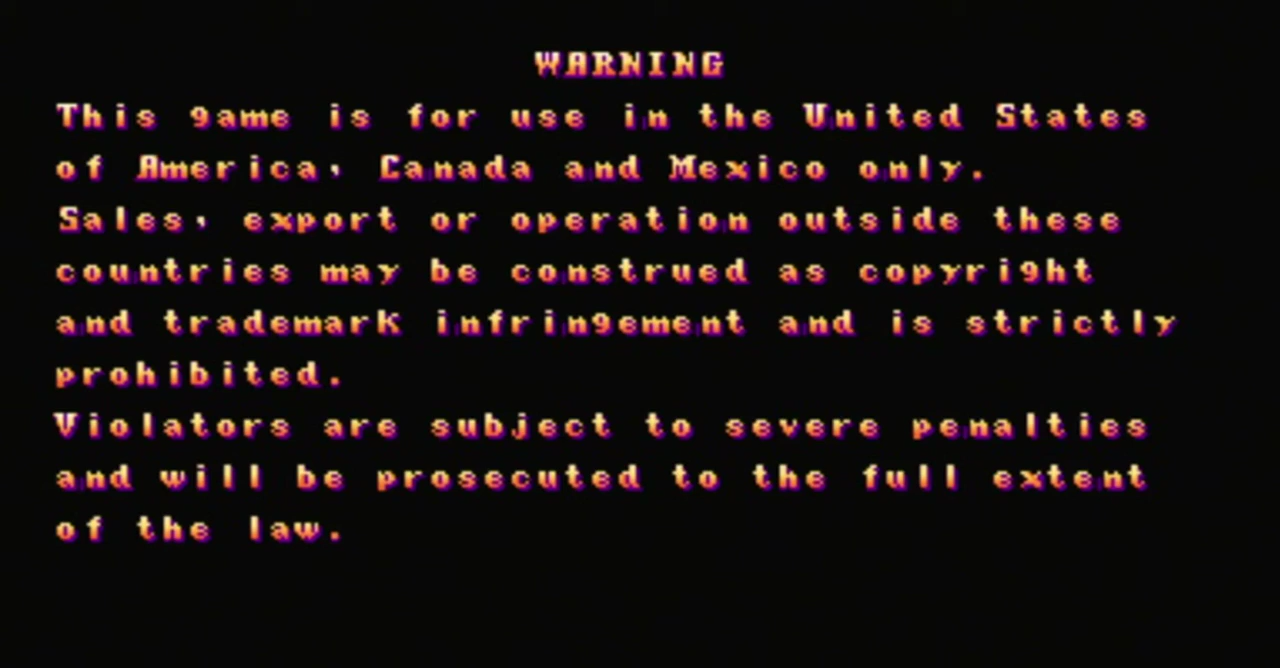 WARNING
This game is for use in the United States
of America, Canada and Mexico only.
Sales, export or operation outside these
countries may be construed as copyright
and trademark infringement and is strictly
prohibited.
Violators are subject to severe penalties
and will be prosecuted to the full extent
of the law.